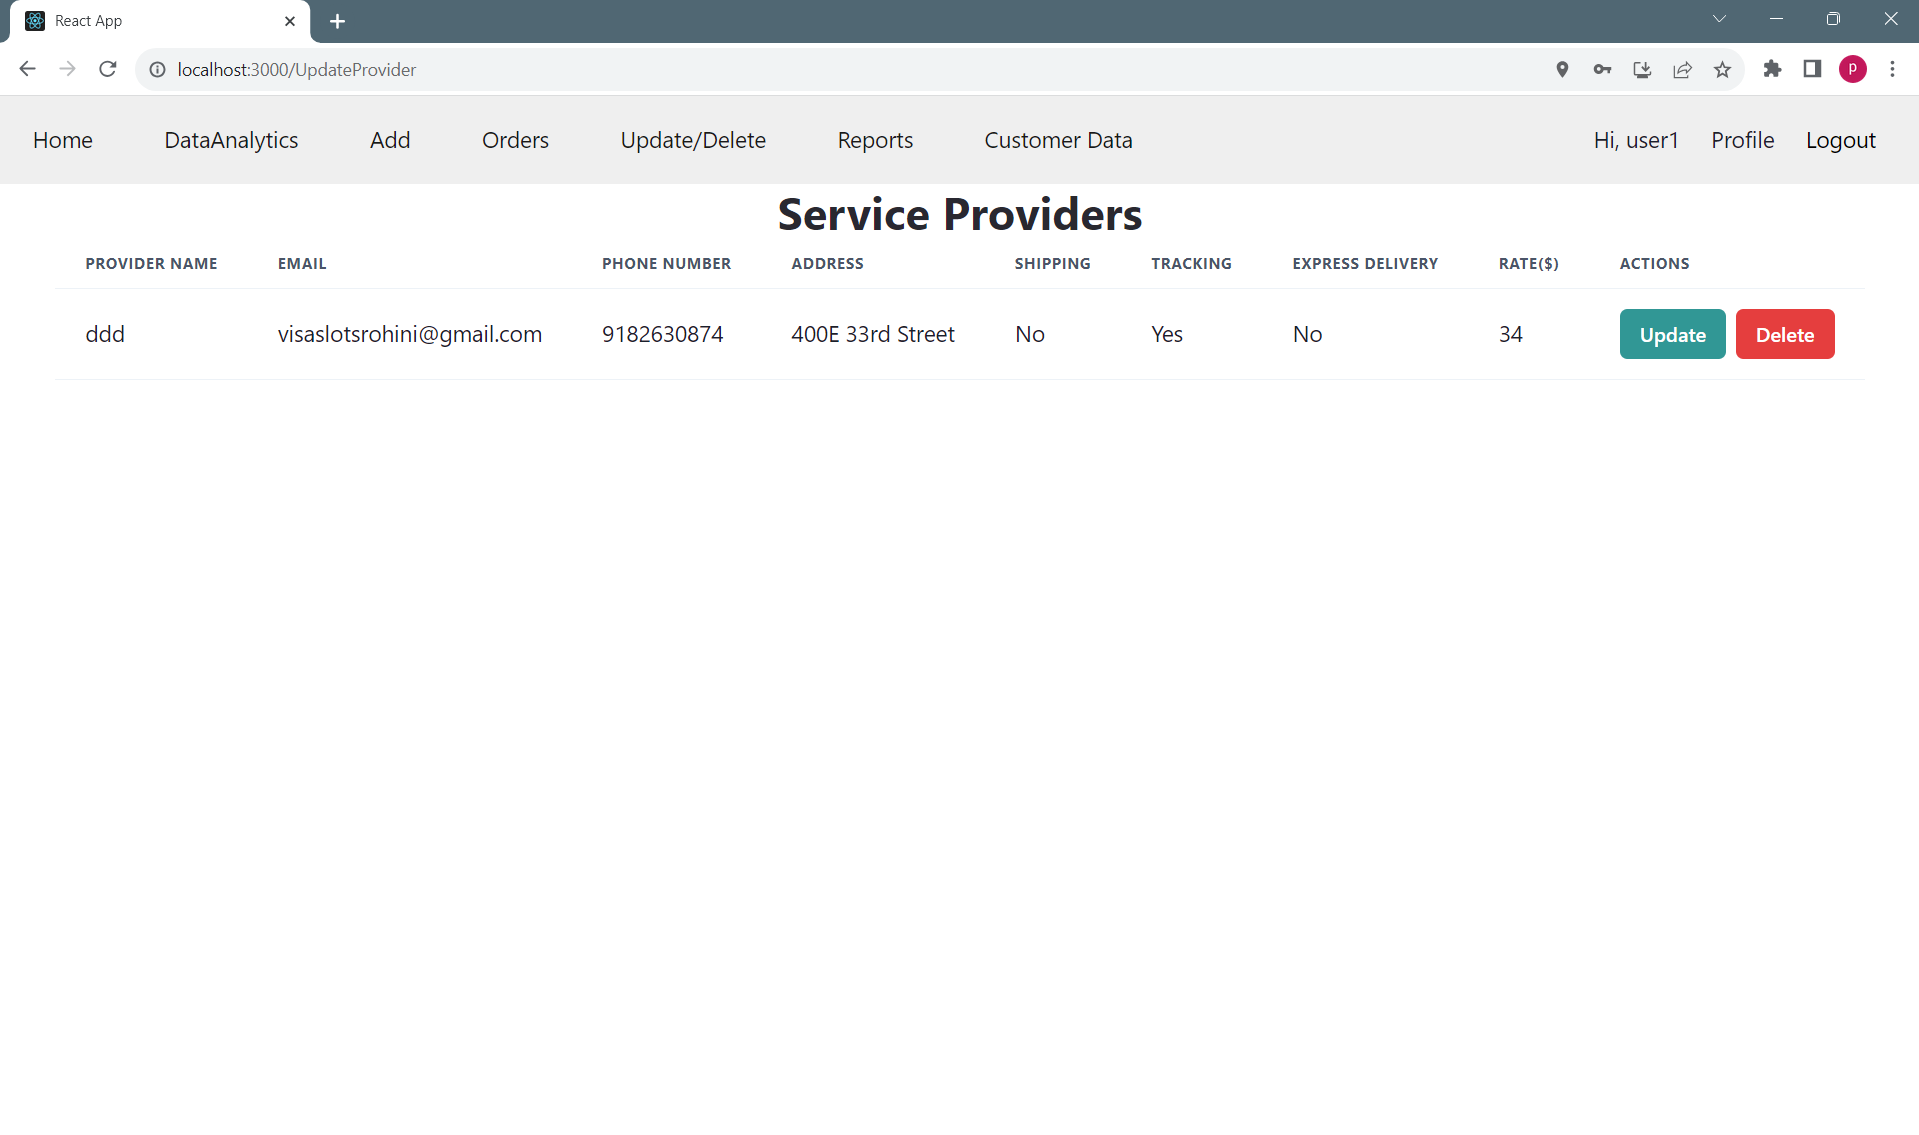 React App
localhost:3000/UpdateProvider
P
Home DataAnalytics Add Orders Update/Delete Reports Customer Data Hi, user1 Profile Logout
Service Providers
PROVIDER NAME EMAIL PHONE NUMBER ADDRESS SHIPPING TRACKING EXPRESS DELIVERY RATE($) ACTIONS
ddd visaslotsrohini@gmail.com 9182630874 400E 33rd Street No Yes No 34 Update Delete